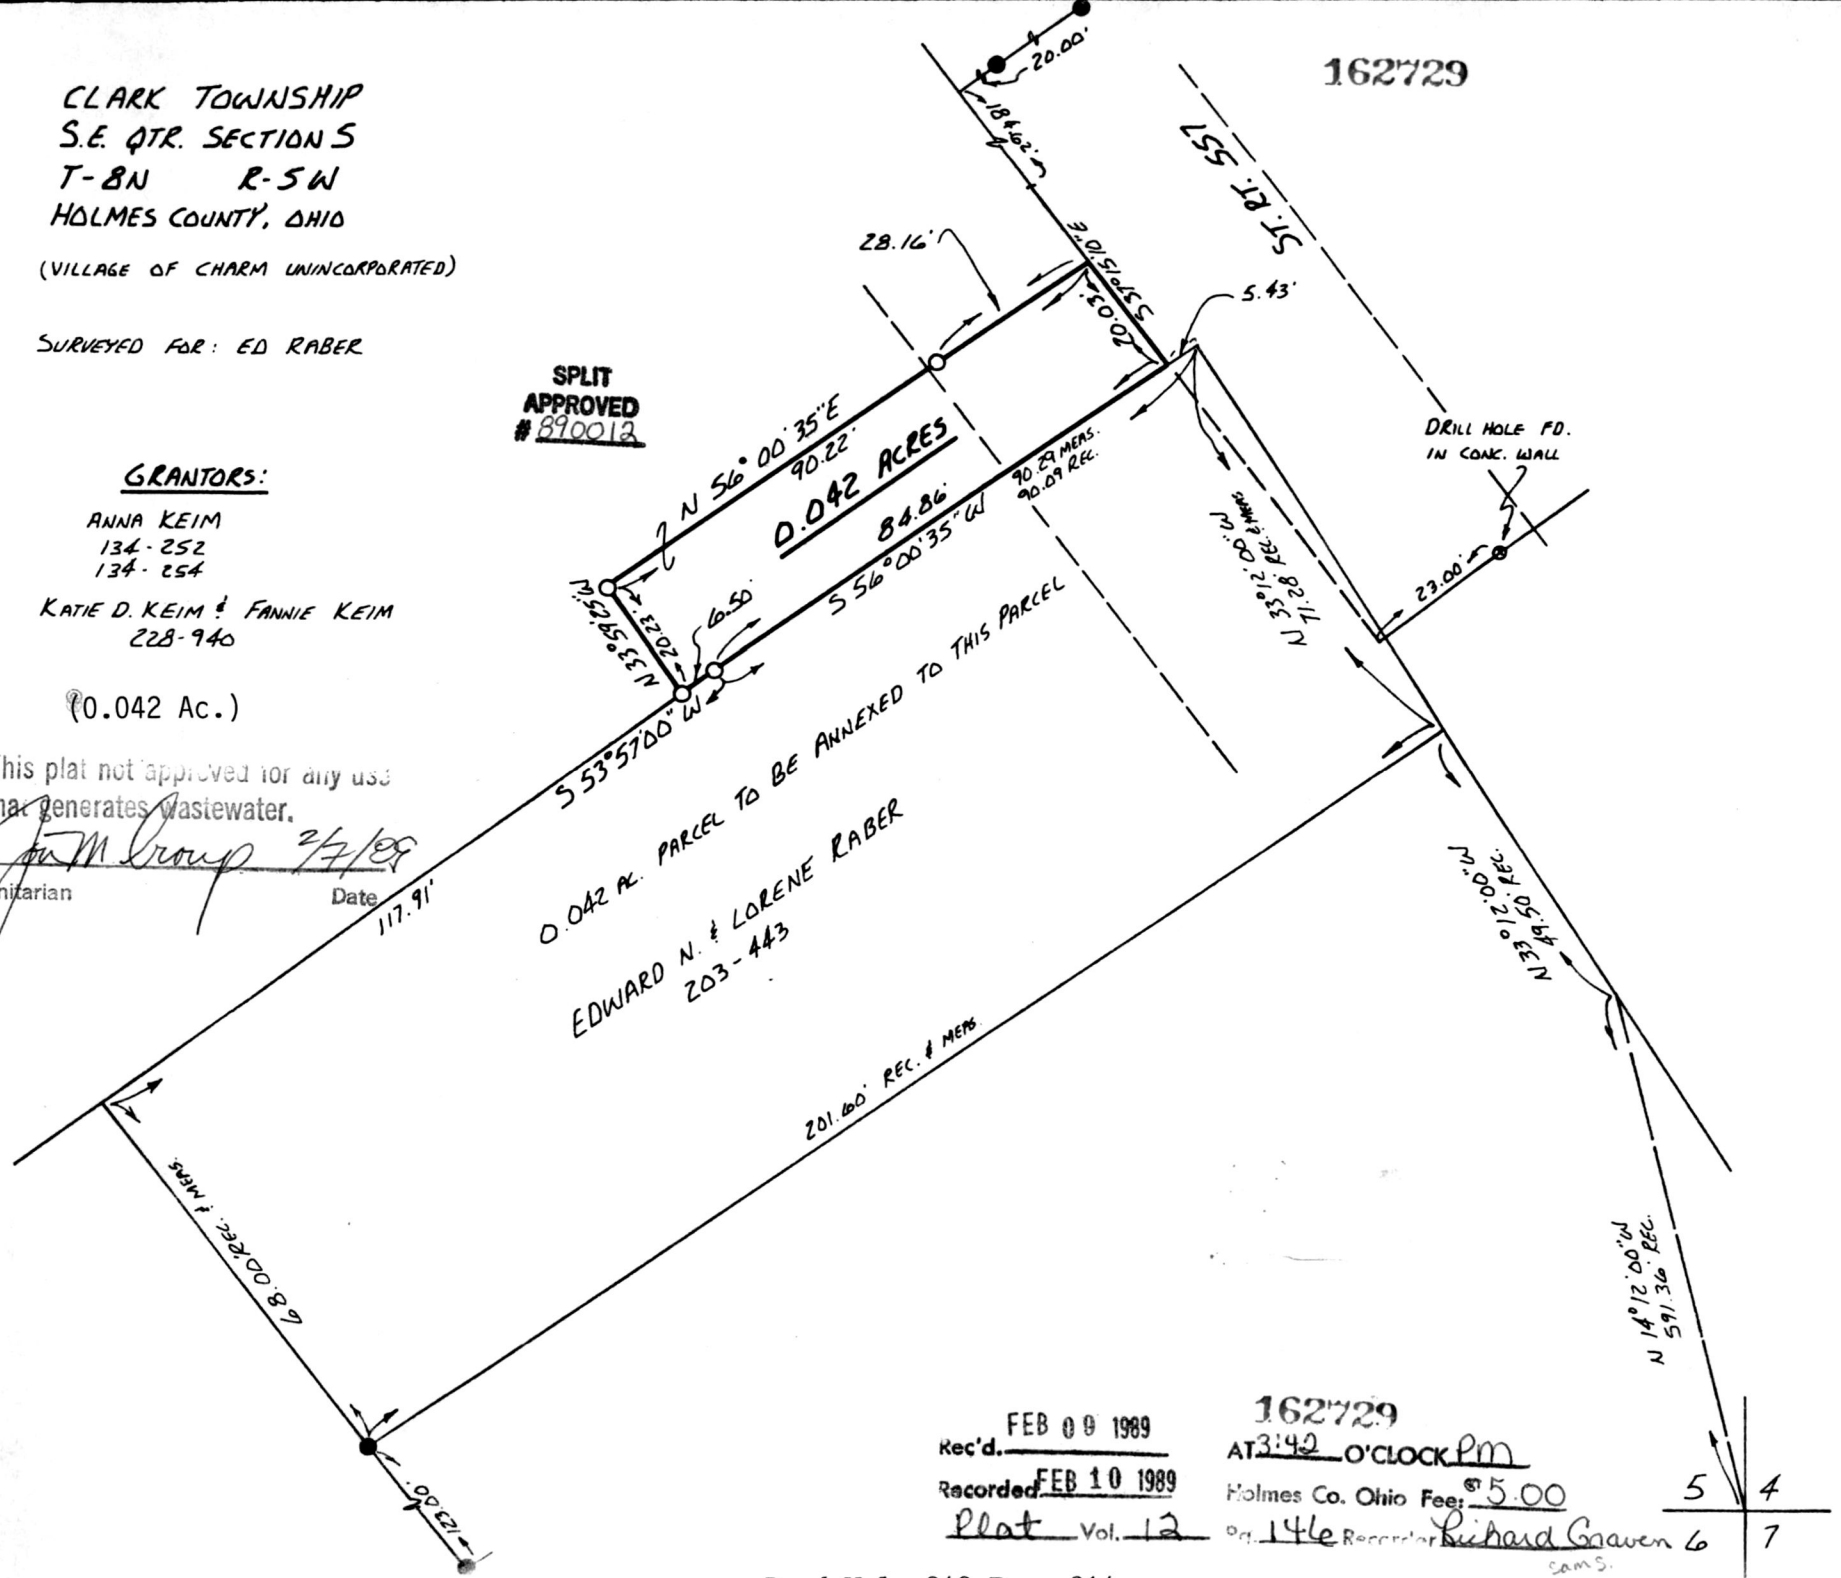 162729
CLARK TOWNSHIP
S.E. QTR. SECTION 5
T-8N R-5W
HOLMES COUNTY, OHIO
(VILLAGE OF CHARM UNINCORPORATED)
SURVEYED FOR: ED RABER
SPLIT
APPROVED
# 890012
GRANTORS:
ANNA KEIM
134-252
134-254
KATIE D. KEIM & FANNIE KEIM
228-940
(0.042 Ac.)
his plat not approved for any use
hat generates wastewater.
2/7/89
nitarian Date
20.00'
ST. RT. 557
S 37°15'10"E
20.03'
28.16'
5.43'
N 56°00'35"E
90.22'
0.042 ACRES
84.86'
S 56°00'35"W
90.29 MEAS.
90.09 REC.
N 33°59'25"W
20.23'
6.50'
S 53°57'00"W
117.91'
DRILL HOLE FD.
IN CONC. WALL
23.00'
N 33°12'00"W
71.28 REC. & MEAS
0.042 AC. PARCEL TO BE ANNEXED TO THIS PARCEL
EDWARD N. & LORENE RABER
203-443
N 33°12'00"W
49.50 REC.
201.60' REC. & MEAS.
68.00' REC. & MEAS.
123.00'
N 14°12'00"W
591.36' REC.
5 4
6 7
162729
Rec'd. FEB 09 1989 AT 3:42 O'CLOCK PM
Recorded FEB 10 1989 Holmes Co. Ohio Fee: $5.00
Plat Vol. 12 Pg. 146 Recorder Richard Graven